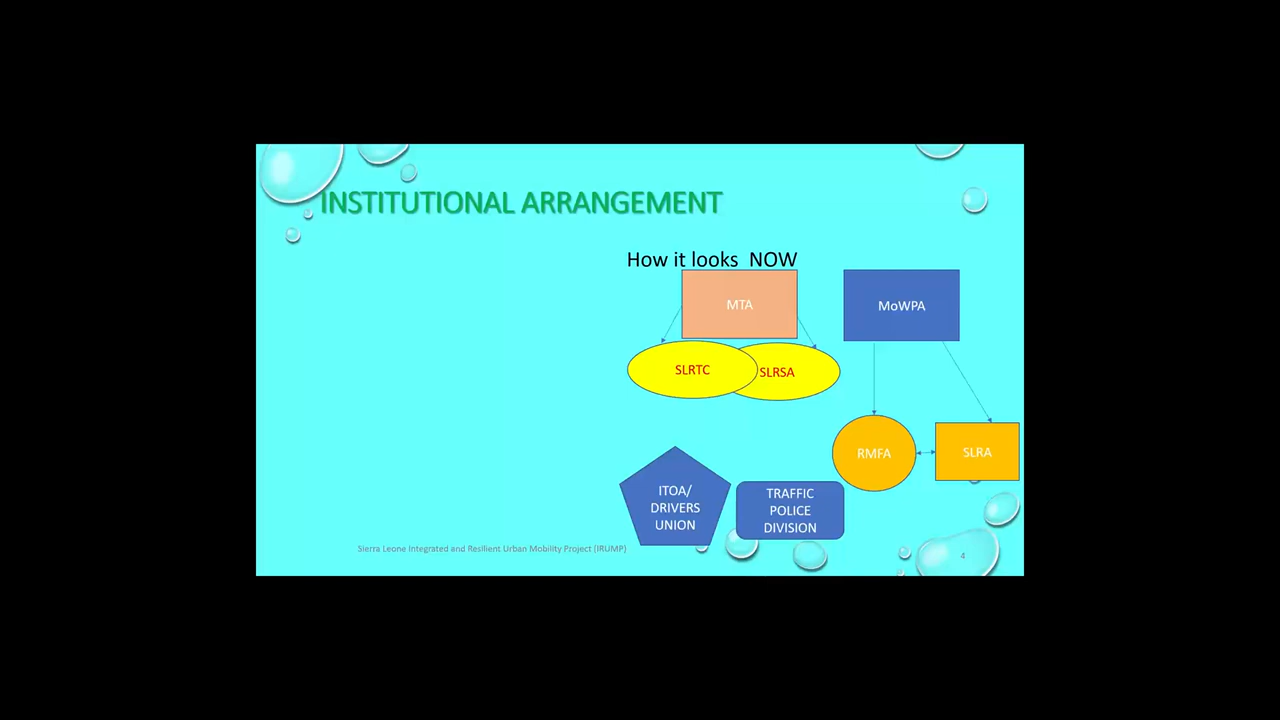 INSTITUTIONAL ARRANGEMENT
How it looks NOW
MTA
MoWPA
SLRTC
SLRSA
RMFA
SLRA
ITOA/
DRIVERS
UNION
TRAFFIC
POLICE
DIVISION
Sierra Leone Integrated and Resilient Urban Mobility Project (IRUMP)
4